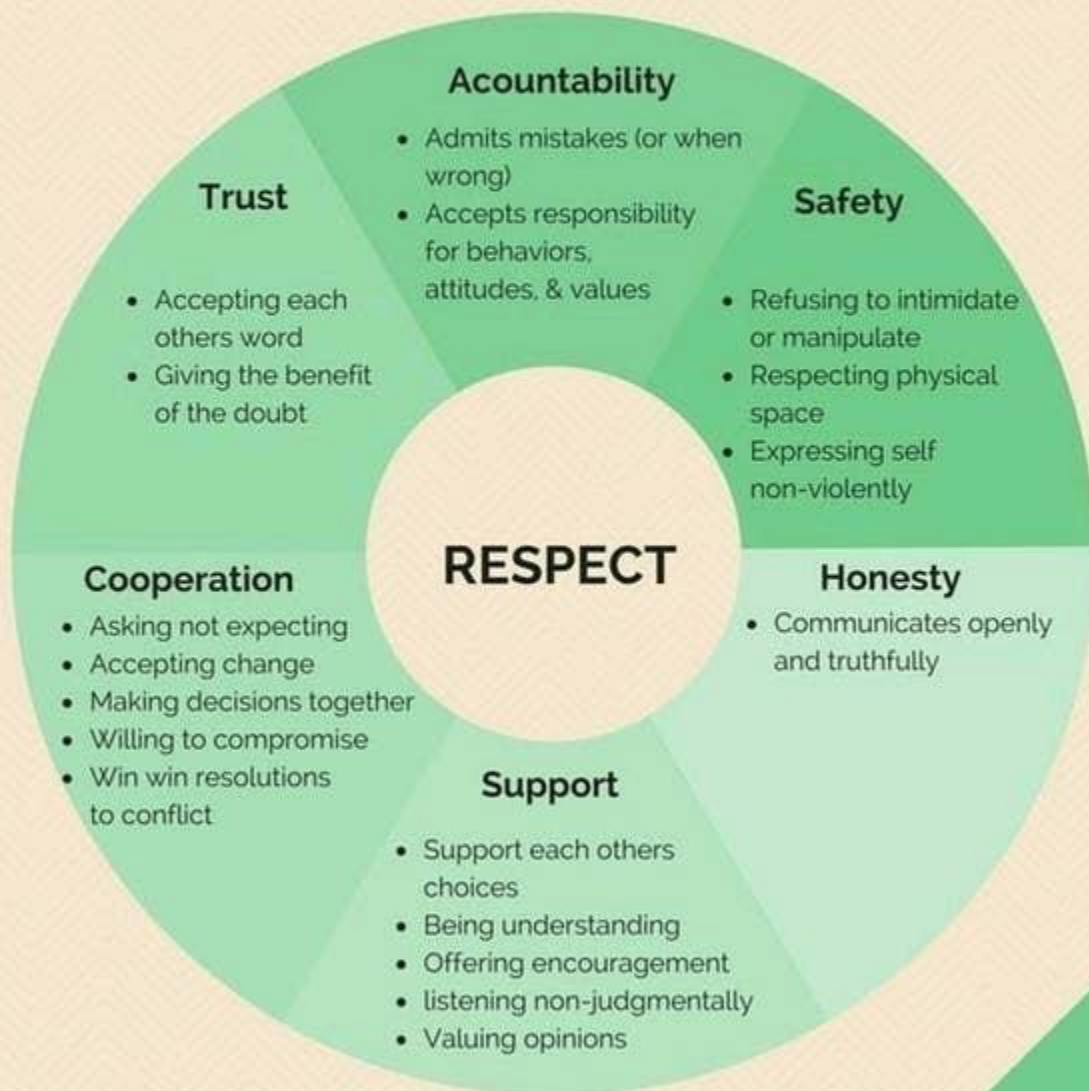 Acountability
• Admits mistakes (or when
wrong)
• Accepts responsibility
for behaviors,
attitudes, & values
Safety
• Refusing to intimidate
or manipulate
• Respecting physical
space
• Expressing self
non-violently
Honesty
• Communicates openly
and truthfully
Support
• Support each others
choices
• Being understanding
• Offering encouragement
• listening non-judgmentally
• Valuing opinions
Cooperation
• Asking not expecting
• Accepting change
• Making decisions together
• Willing to compromise
• Win win resolutions
to conflict
Trust
• Accepting each
others word
• Giving the benefit
of the doubt
RESPECT